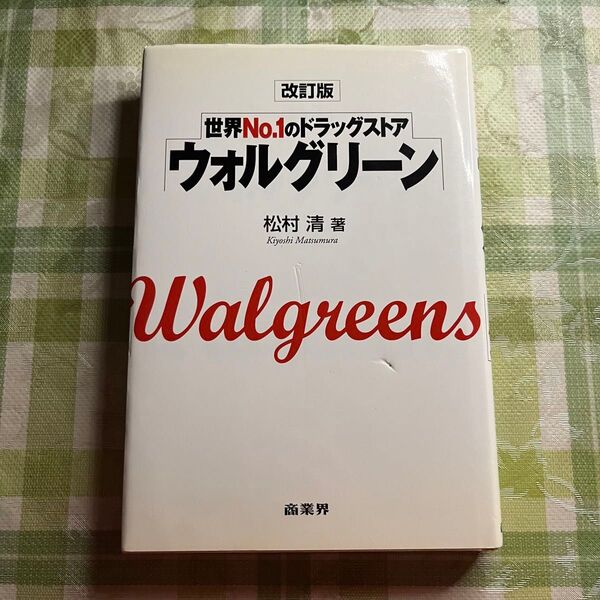 改訂版
世界No.1のドラッグストア
ウォルグリーン
松村 清 著
Kiyoshi Matsumura
Walgreens
商業界